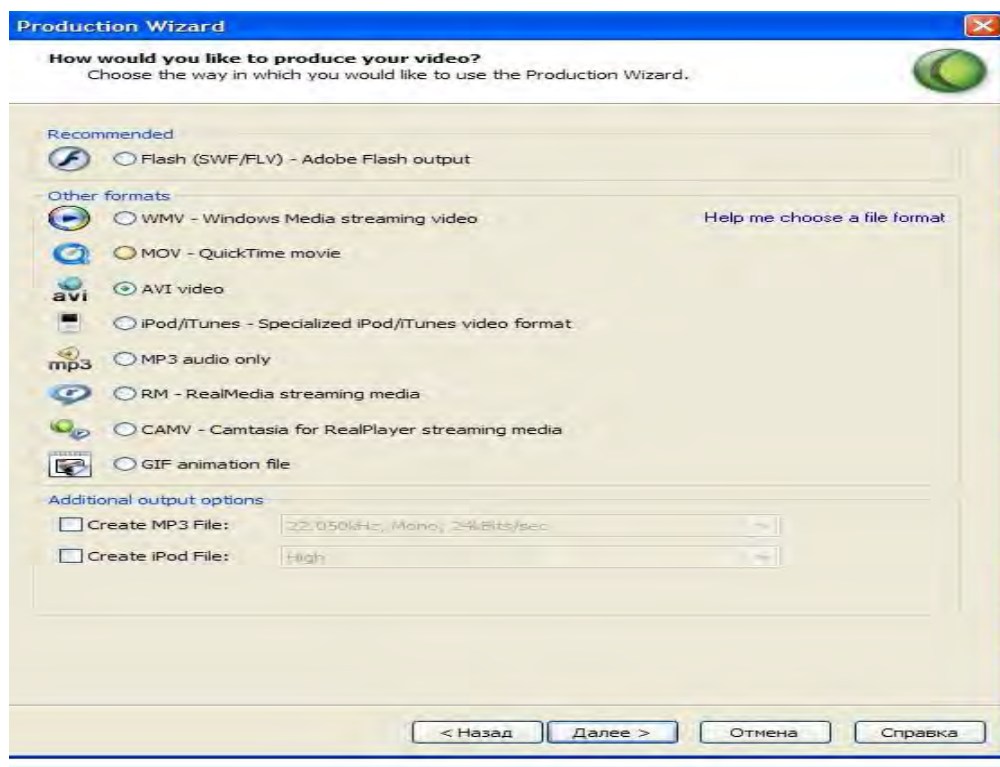 Production Wizard
How would you like to produce your video?
Choose the way in which you would like to use the Production Wizard.
Recommended
Flash (SWF/FLV) - Adobe Flash output
Other formats
WMV - Windows Media streaming video
Help me choose a file format
MOV - QuickTime movie
avi
AVI video
iPod/iTunes - Specialized iPod/iTunes video format
mp3
MP3 audio only
RM - RealMedia streaming media
CAMV - Camtasia for RealPlayer streaming media
GIF animation file
Additional output options
Create MP3 File:
22.050kHz, Mono, 24kBits/sec
Create iPod File:
High
< Назад
Далее >
Отмена
Справка